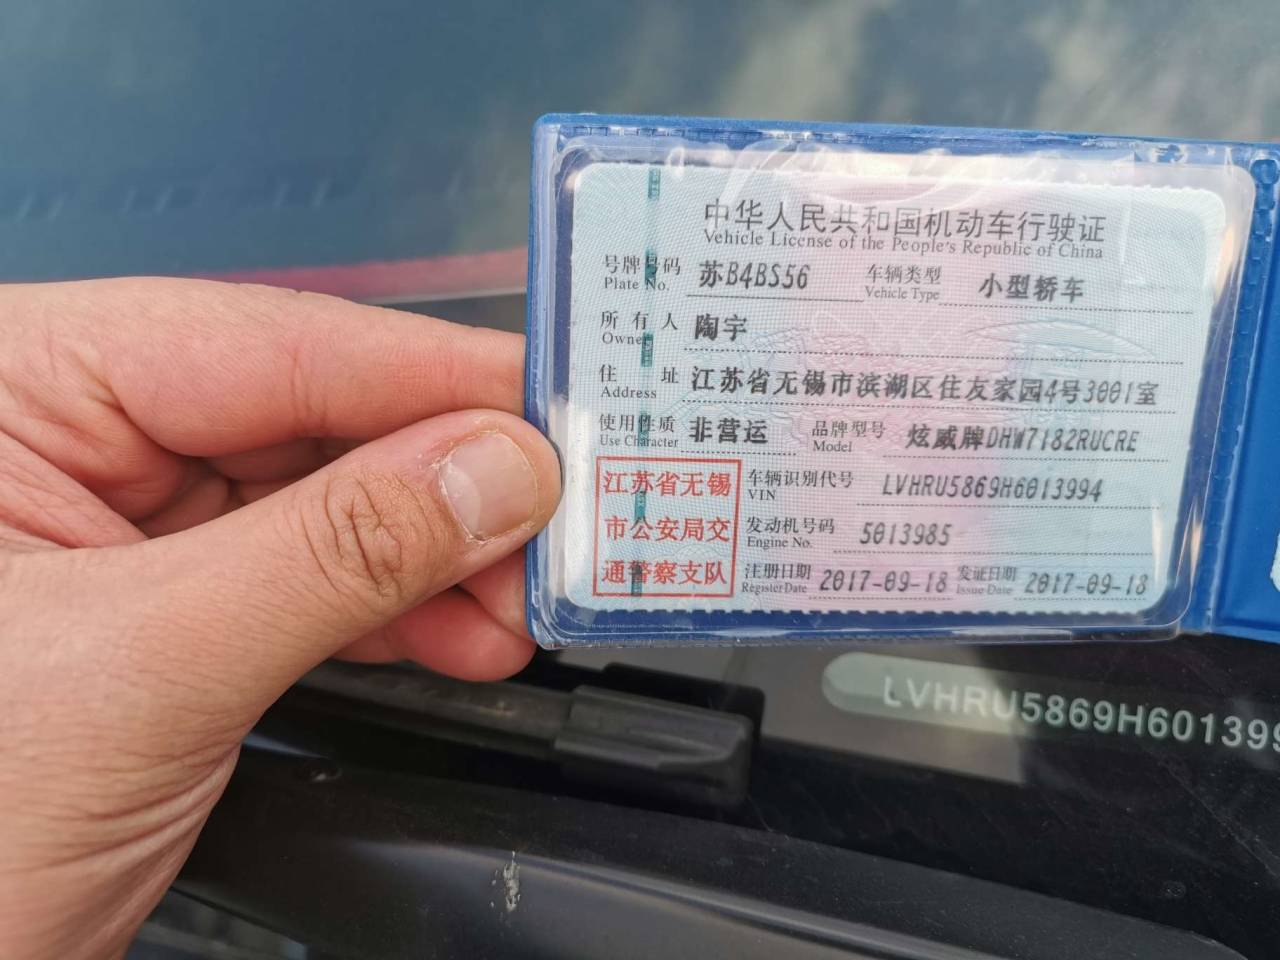 中华人民共和国机动车行驶证
Vehicle License of the People's Republic of China
号牌号码 苏B4BS56 车辆类型 小型轿车
Plate No. Vehicle Type
所有人 陶宇
Owner
住址 江苏省无锡市滨湖区住友家园4号3001室
Address
使用性质 非营运 品牌型号 炫威牌DHW7182RUCRE
Use Character Model
江苏省无锡
市公安局交
通警察支队
车辆识别代号 LVHRU5869H6013994
VIN
发动机号码 5013985
Engine No.
注册日期 2017-09-18 发证日期 2017-09-18
Register Date Issue Date
LVHRU5869H601399